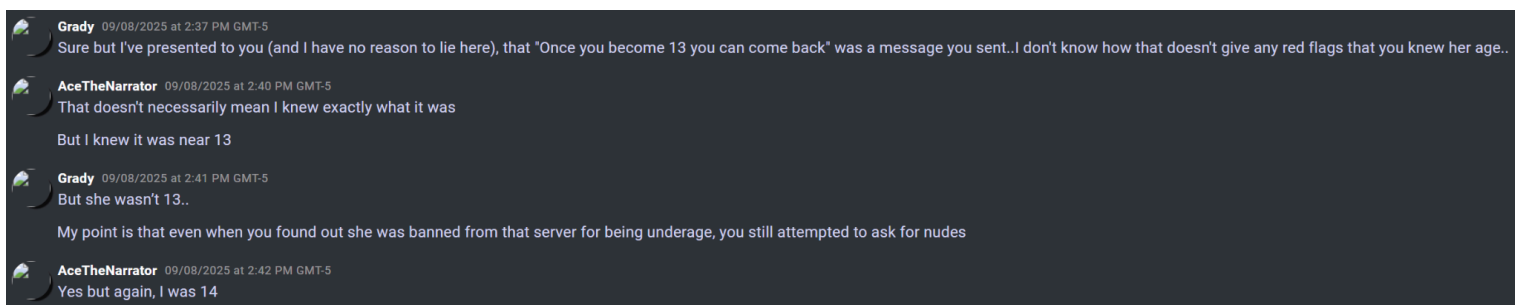 Grady 09/08/2025 at 2:37 PM GMT-5
Sure but I've presented to you (and I have no reason to lie here), that "Once you become 13 you can come back" was a message you sent..I don't know how that doesn't give any red flags that you knew her age..
AceTheNarrator 09/08/2025 at 2:40 PM GMT-5
That doesn't necessarily mean I knew exactly what it was
But I knew it was near 13
Grady 09/08/2025 at 2:41 PM GMT-5
But she wasn't 13..
My point is that even when you found out she was banned from that server for being underage, you still attempted to ask for nudes
AceTheNarrator 09/08/2025 at 2:42 PM GMT-5
Yes but again, I was 14